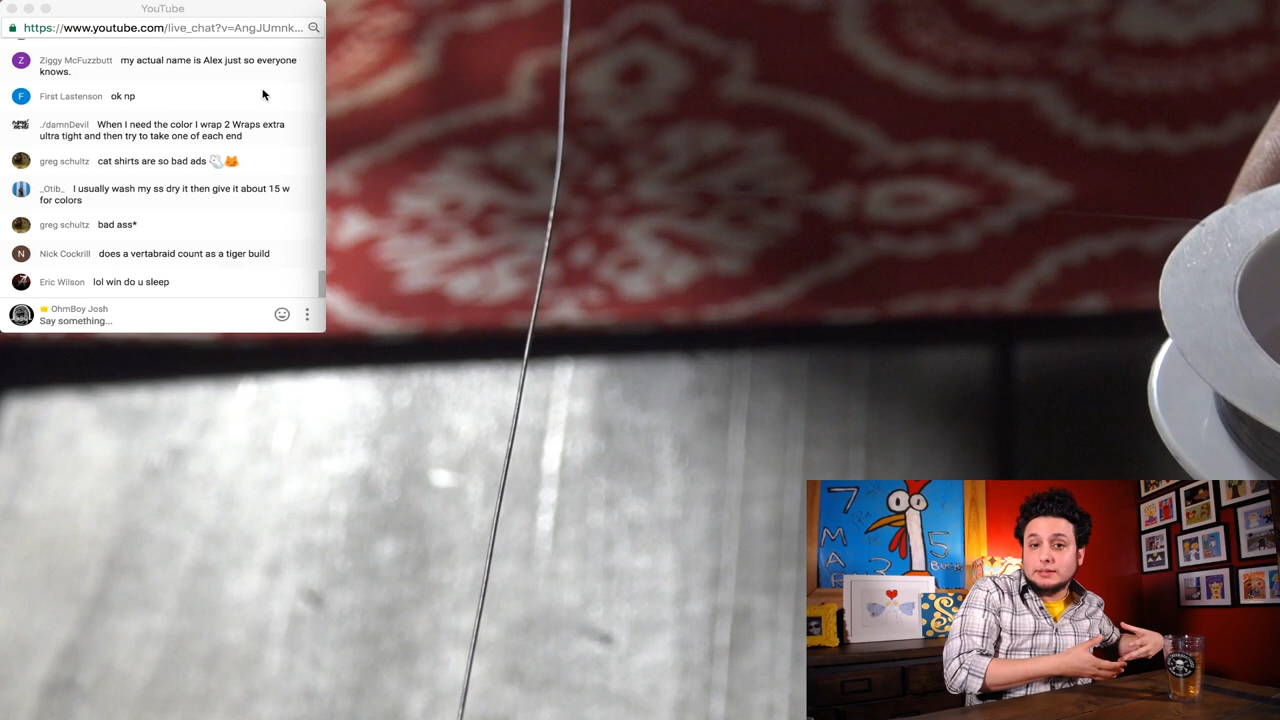 YouTube
https://www.youtube.com/live_chat?v=AngJUmnk...
Z
Ziggy McFuzzbutt my actual name is Alex just so everyone
knows.
F
First Lastenson ok np
./damnDevil When I need the color I wrap 2 Wraps extra
ultra tight and then try to take one of each end
greg schultz cat shirts are so bad ads
_Otib_ I usually wash my ss dry it then give it about 15 w
for colors
greg schultz bad ass*
N
Nick Cockrill does a vertabraid count as a tiger build
Eric Wilson lol win do u sleep
OhmBoy Josh
Say something...
7
M
A
R
3
5
S